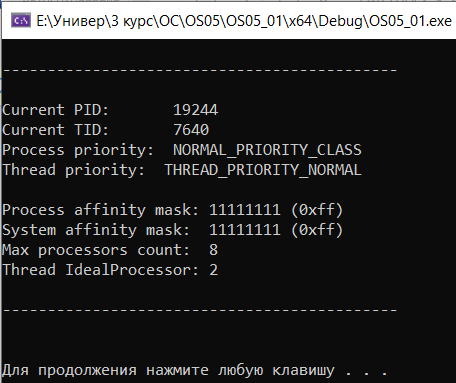 E:\Универ\3 курс\ОС\OS05\OS05_01\x64\Debug\OS05_01.exe
--------------------------------------------
Current PID: 19244
Current TID: 7640
Process priority: NORMAL_PRIORITY_CLASS
Thread priority: THREAD_PRIORITY_NORMAL
Process affinity mask: 11111111 (0xff)
System affinity mask: 11111111 (0xff)
Max processors count: 8
Thread IdealProcessor: 2
--------------------------------------------
Для продолжения нажмите любую клавишу . . .